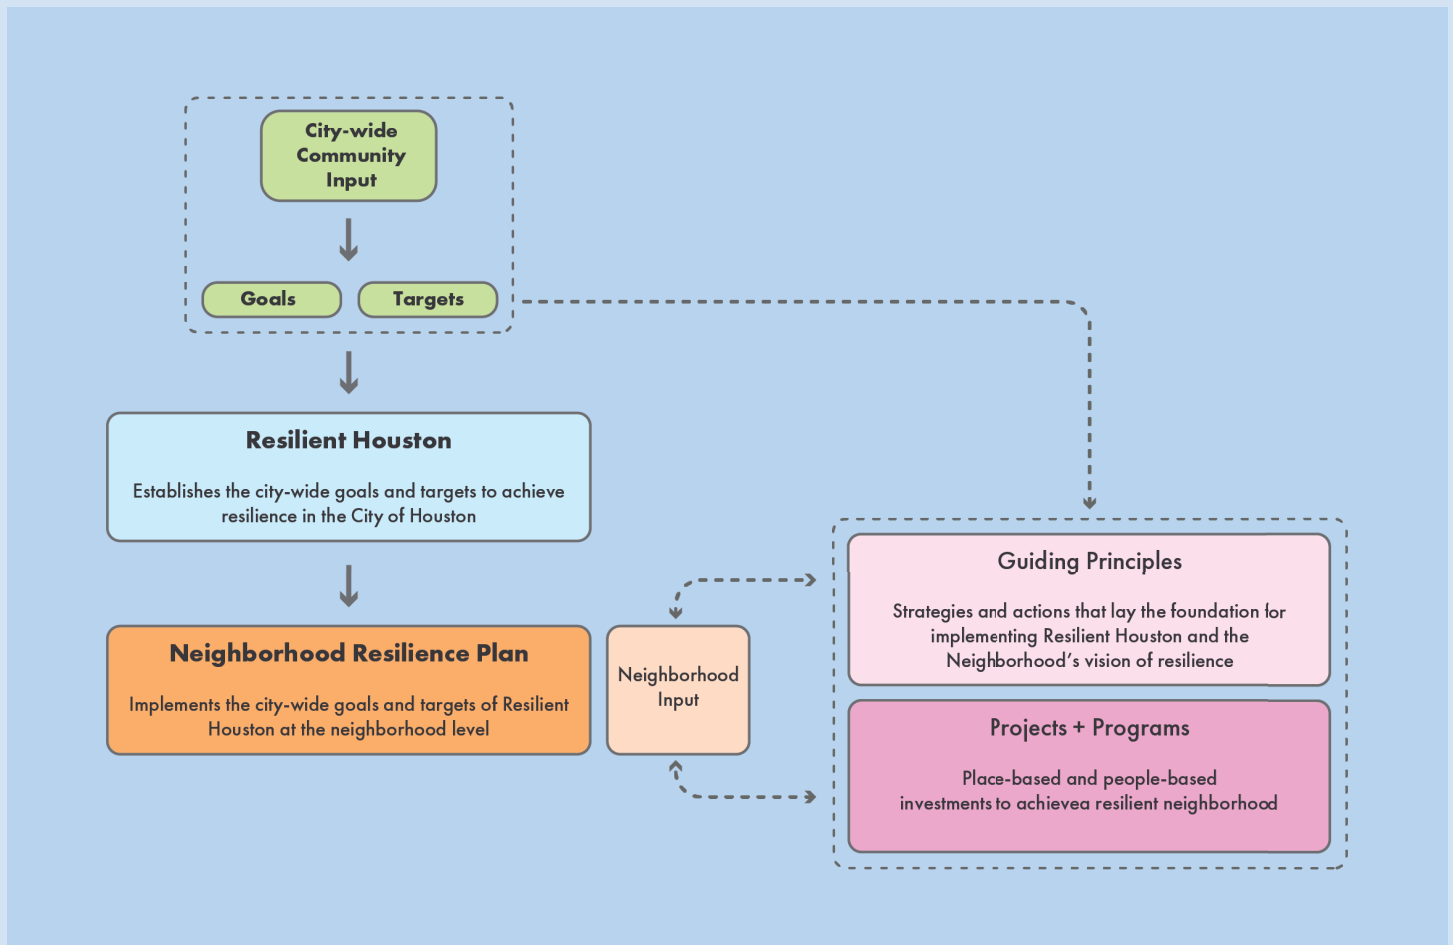 City-wide
Community
Input
Goals
Targets
Resilient Houston
Establishes the city-wide goals and targets to achieve
resilience in the City of Houston
Neighborhood Resilience Plan
Implements the city-wide goals and targets of Resilient
Houston at the neighborhood level
Neighborhood
Input
Guiding Principles
Strategies and actions that lay the foundation for
implementing Resilient Houston and the
Neighborhood's vision of resilience
Projects + Programs
Place-based and people-based
investments to achievea resilient neighborhood